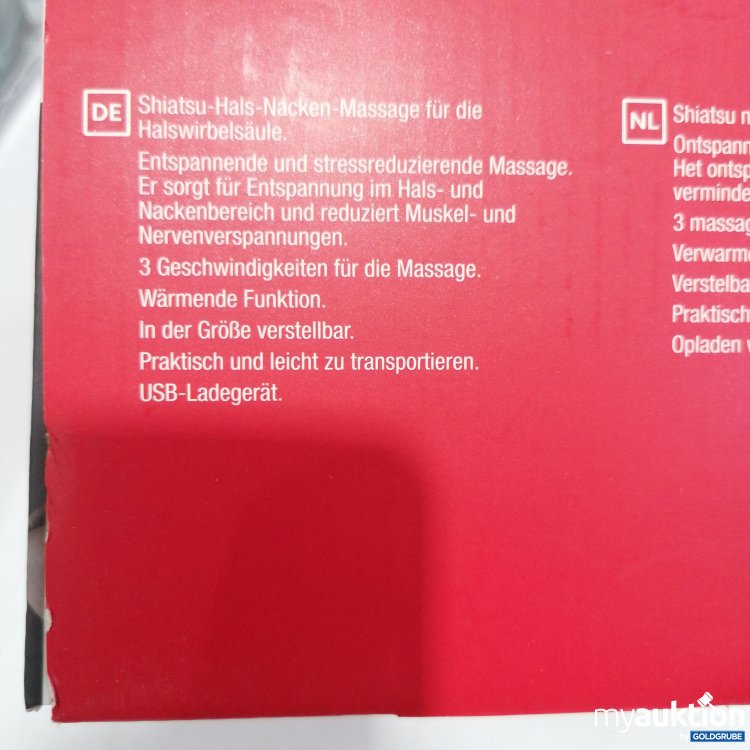 DE
Shiatsu-Hals-Nacken-Massage für die
Halswirbelsäule.
Entspannende und stressreduzierende Massage.
Er sorgt für Entspannung im Hals- und
Nackenbereich und reduziert Muskel- und
Nervenverspannungen.
3 Geschwindigkeiten für die Massage.
Wärmende Funktion.
In der Größe verstellbar.
Praktisch und leicht zu transportieren.
USB-Ladegerät.
NL
Shiatsu n
Ontspann
Het ontsp
verminde
3 massag
Verwarm
Verstelba
Praktisch
Opladen
myauktion
by GOLDGRUBE